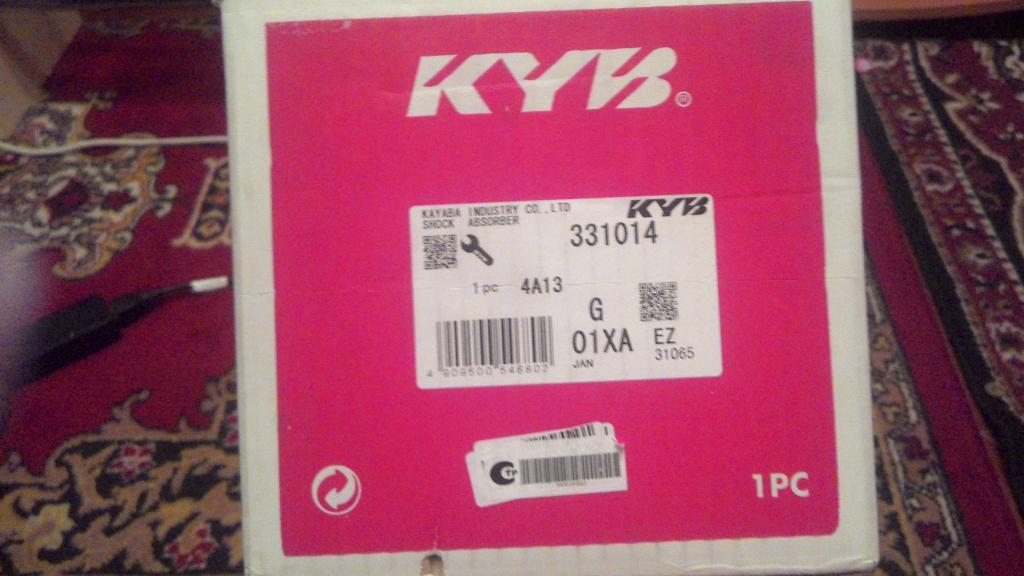 KYB®
KAYABA INDUSTRY CO.,LTD
SHOCK ABSORBER
KYB
331014
1pc 4A13
G
01XA
JAN
EZ
31065
4 909500 546802
1PC